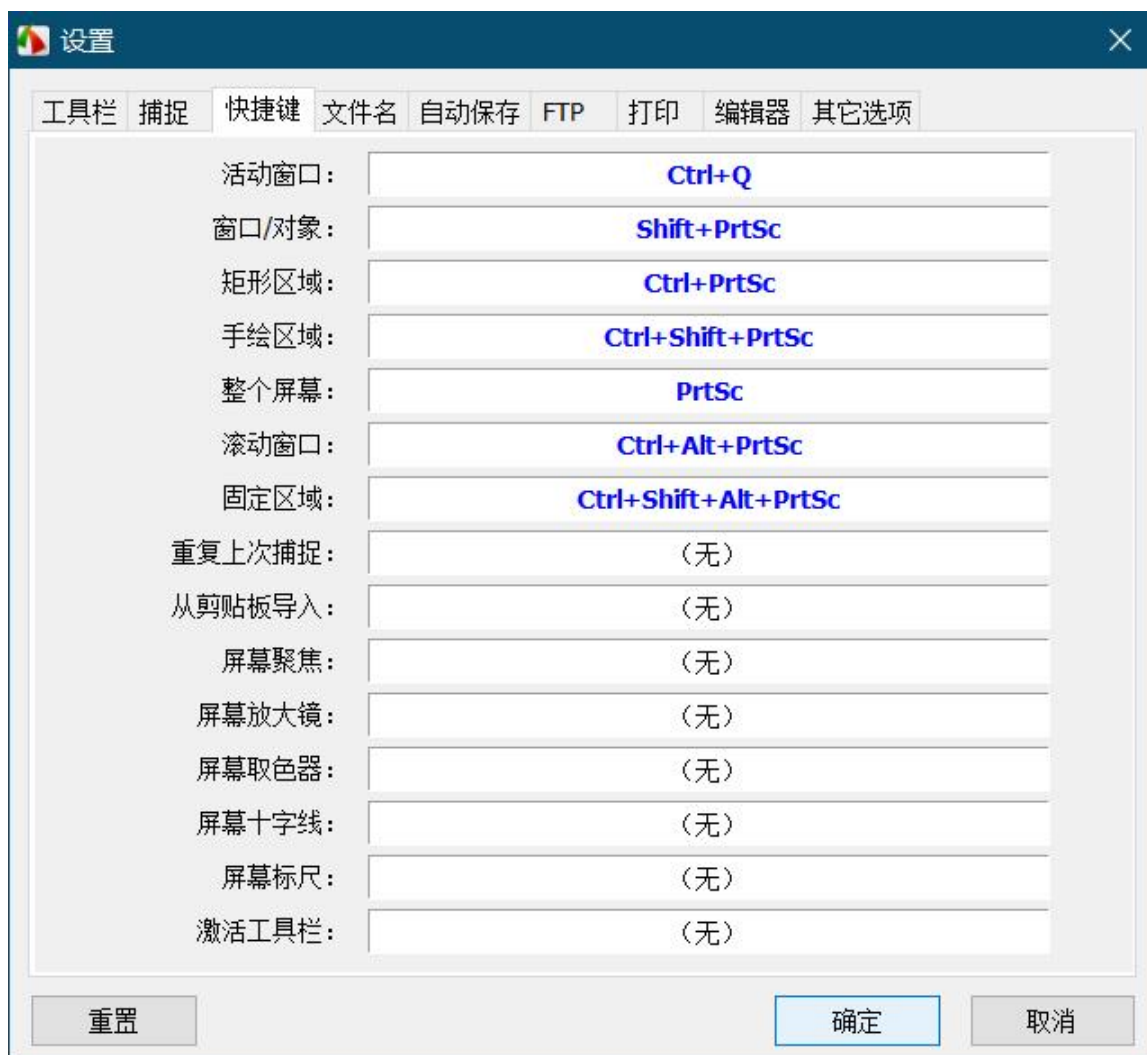 设置
工具栏 捕捉 快捷键 文件名 自动保存 FTP 打印 编辑器 其它选项
活动窗口： Ctrl+Q
窗口/对象： Shift+PrtSc
矩形区域： Ctrl+PrtSc
手绘区域： Ctrl+Shift+PrtSc
整个屏幕： PrtSc
滚动窗口： Ctrl+Alt+PrtSc
固定区域： Ctrl+Shift+Alt+PrtSc
重复上次捕捉： （无）
从剪贴板导入： （无）
屏幕聚焦： （无）
屏幕放大镜： （无）
屏幕取色器： （无）
屏幕十字线： （无）
屏幕标尺： （无）
激活工具栏： （无）
重置 确定 取消